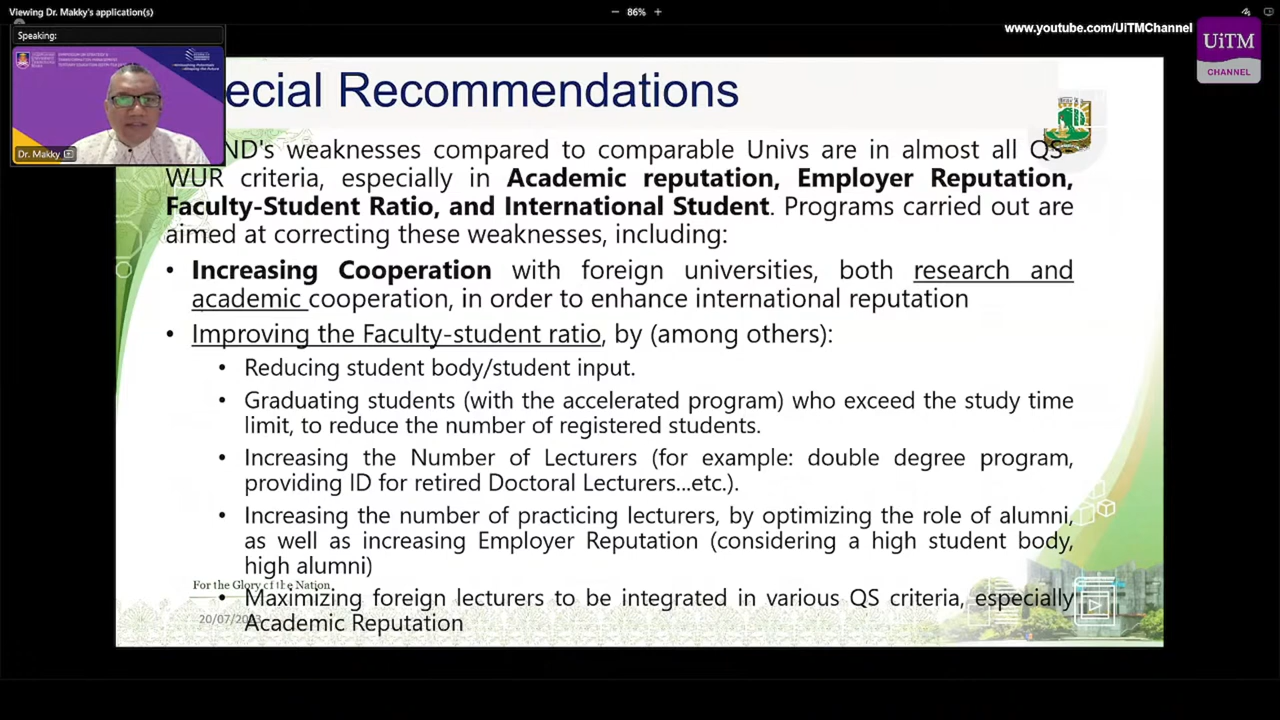 Viewing Dr. Makky's application(s)
− 86% +
Speaking:
www.youtube.com/UiTMChannel
UiTM
CHANNEL
Dr. Makky
ecial Recommendations
ND's weaknesses compared to comparable Univs are in almost all QS-
WUR criteria, especially in Academic reputation, Employer Reputation,
Faculty-Student Ratio, and International Student. Programs carried out are
aimed at correcting these weaknesses, including:
• Increasing Cooperation with foreign universities, both research and
academic cooperation, in order to enhance international reputation
• Improving the Faculty-student ratio, by (among others):
• Reducing student body/student input.
• Graduating students (with the accelerated program) who exceed the study time
limit, to reduce the number of registered students.
• Increasing the Number of Lecturers (for example: double degree program,
providing ID for retired Doctoral Lecturers...etc.).
• Increasing the number of practicing lecturers, by optimizing the role of alumni,
as well as increasing Employer Reputation (considering a high student body,
high alumni)
For the Glory of the Nation
• Maximizing foreign lecturers to be integrated in various QS criteria, especially
Academic Reputation